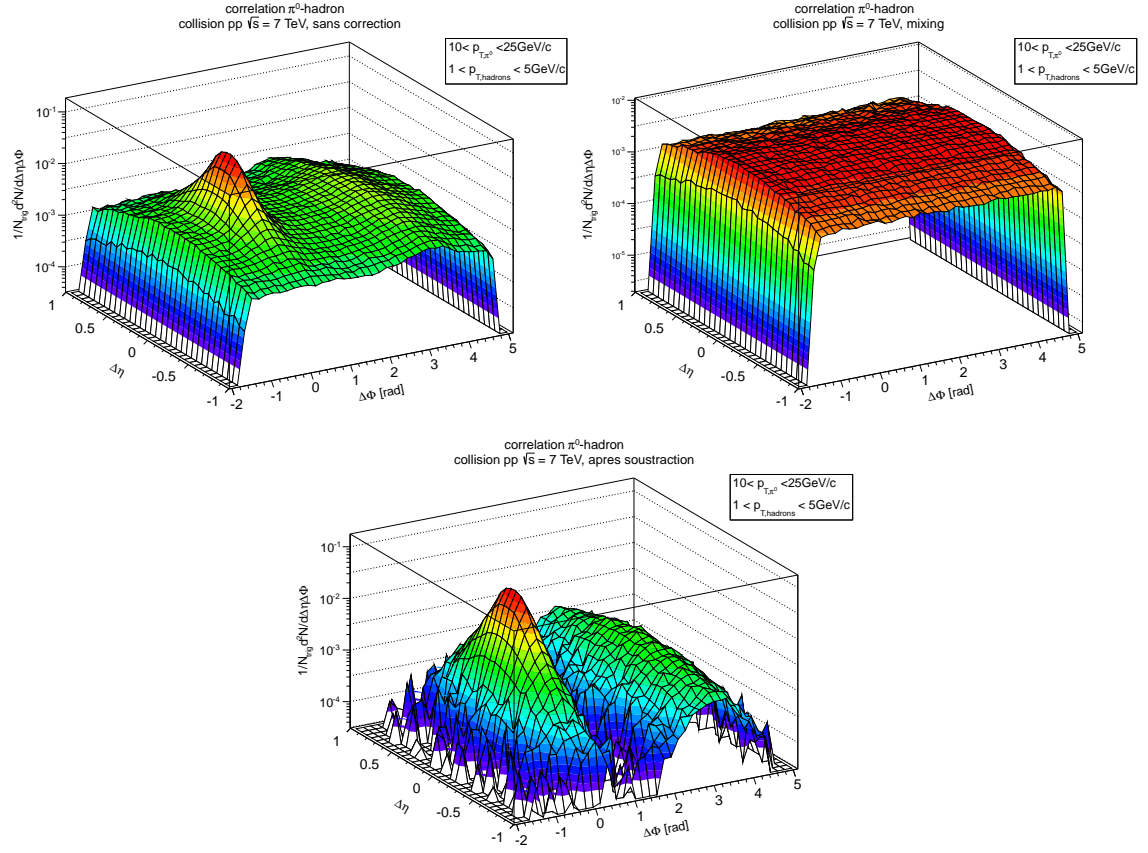 correlation π⁰-hadron
collision pp √s = 7 TeV, sans correction
10< p_T,π⁰ <25GeV/c
1 < p_T,hadrons < 5GeV/c
1/N_trig d²N/dΔηΔΦ
10⁻¹
10⁻²
10⁻³
10⁻⁴
1
0.5
0
-0.5
-1
Δη
-2
-1
0
1
2
3
4
5
ΔΦ [rad]
correlation π⁰-hadron
collision pp √s = 7 TeV, mixing
10< p_T,π⁰ <25GeV/c
1 < p_T,hadrons < 5GeV/c
1/N_trig d²N/dΔηΔΦ
10⁻²
10⁻³
10⁻⁴
10⁻⁵
1
0.5
0
-0.5
-1
Δη
-2
-1
0
1
2
3
4
5
ΔΦ [rad]
correlation π⁰-hadron
collision pp √s = 7 TeV, apres soustraction
10< p_T,π⁰ <25GeV/c
1 < p_T,hadrons < 5GeV/c
1/N_trig d²N/dΔηΔΦ
10⁻¹
10⁻²
10⁻³
10⁻⁴
1
0.5
0
-0.5
-1
Δη
-2
-1
0
1
2
3
4
5
ΔΦ [rad]